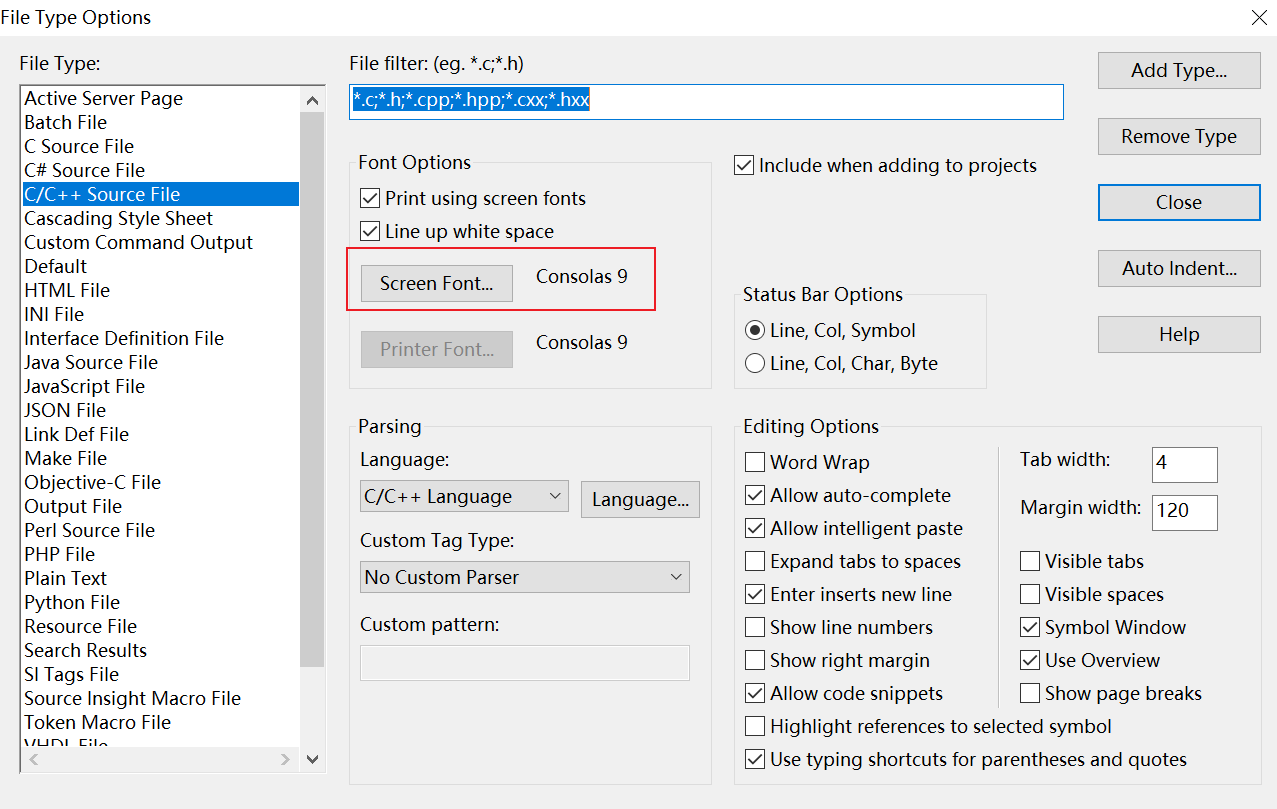 File Type Options
File Type:
Active Server Page
Batch File
C Source File
C# Source File
C/C++ Source File
Cascading Style Sheet
Custom Command Output
Default
HTML File
INI File
Interface Definition File
Java Source File
JavaScript File
JSON File
Link Def File
Make File
Objective-C File
Output File
Perl Source File
PHP File
Plain Text
Python File
Resource File
Search Results
SI Tags File
Source Insight Macro File
Token Macro File
VHDL File
File filter: (eg. *.c;*.h)
*.c;*.h;*.cpp;*.hpp;*.cxx;*.hxx
Font Options
Print using screen fonts
Line up white space
Screen Font... Consolas 9
Printer Font... Consolas 9
Parsing
Language:
C/C++ Language Language...
Custom Tag Type:
No Custom Parser
Custom pattern:
Include when adding to projects
Status Bar Options
Line, Col, Symbol
Line, Col, Char, Byte
Editing Options
Word Wrap
Allow auto-complete
Allow intelligent paste
Expand tabs to spaces
Enter inserts new line
Show line numbers
Show right margin
Allow code snippets
Highlight references to selected symbol
Use typing shortcuts for parentheses and quotes
Tab width: 4
Margin width: 120
Visible tabs
Visible spaces
Symbol Window
Use Overview
Show page breaks
Add Type...
Remove Type
Close
Auto Indent...
Help